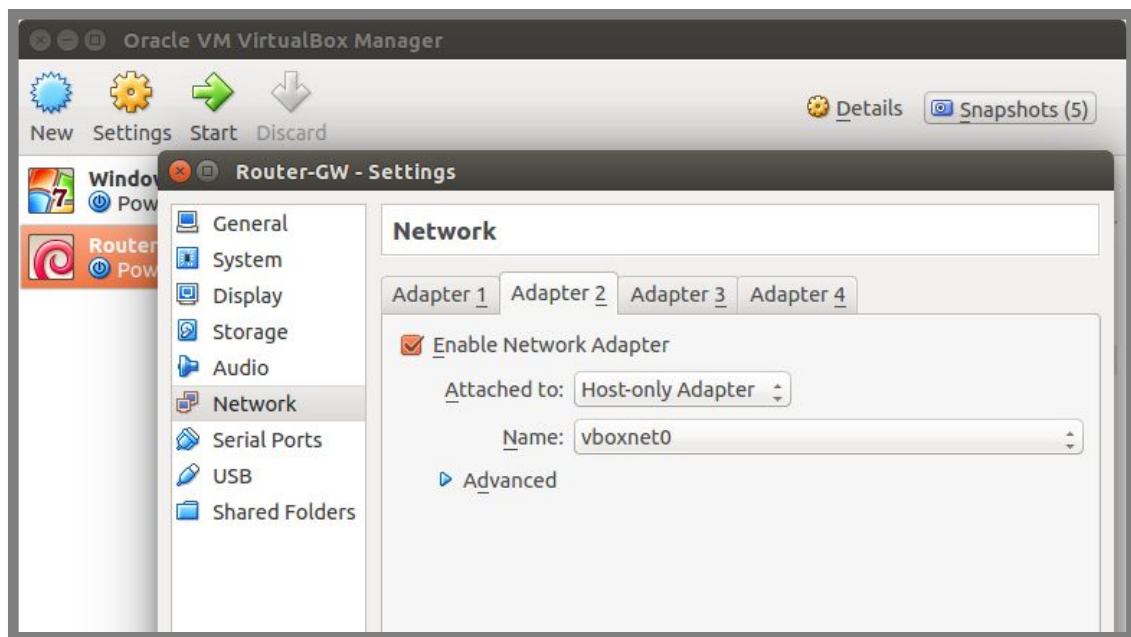 Oracle VM VirtualBox Manager
New Settings Start Discard Details Snapshots (5)
Router-GW - Settings
7
General
System
Display
Storage
Audio
Network
Serial Ports
USB
Shared Folders
Network
Adapter 1 Adapter 2 Adapter 3 Adapter 4
Enable Network Adapter
Attached to: Host-only Adapter
Name: vboxnet0
Advanced